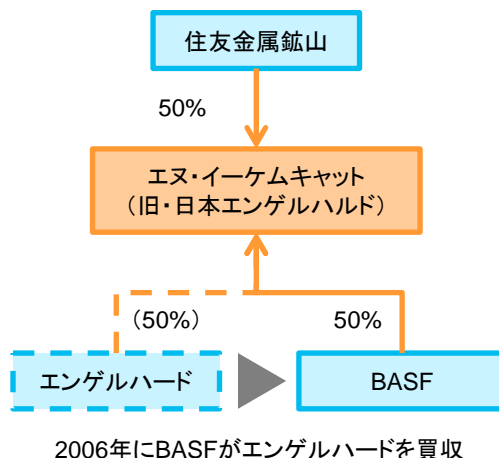 住友金属鉱山
50%
エヌ・イーケムキャット
（旧・日本エンゲルハルド）
（50%）
50%
エンゲルハード
BASF
2006年にBASFがエンゲルハードを買収